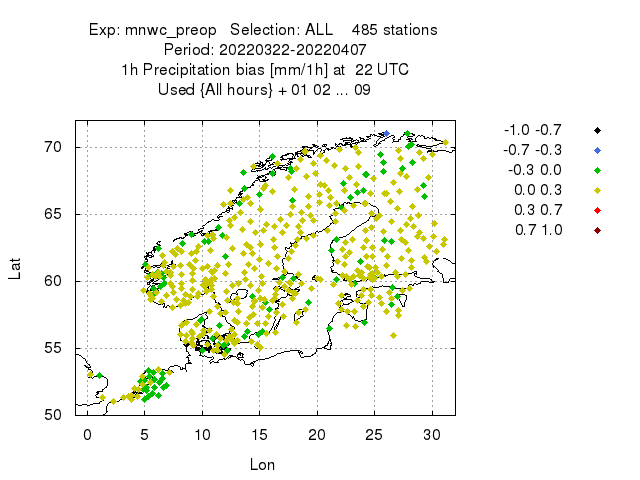 Exp: mnwc_preop   Selection: ALL    485 stations
Period: 20220322-20220407
1h Precipitation bias [mm/1h] at  22 UTC
Used {All hours} + 01 02 ... 09
-1.0 -0.7
-0.7 -0.3
-0.3 0.0
0.0 0.3
0.3 0.7
0.7 1.0
70
65
60
55
50
Lat
0 5 10 15 20 25 30
Lon